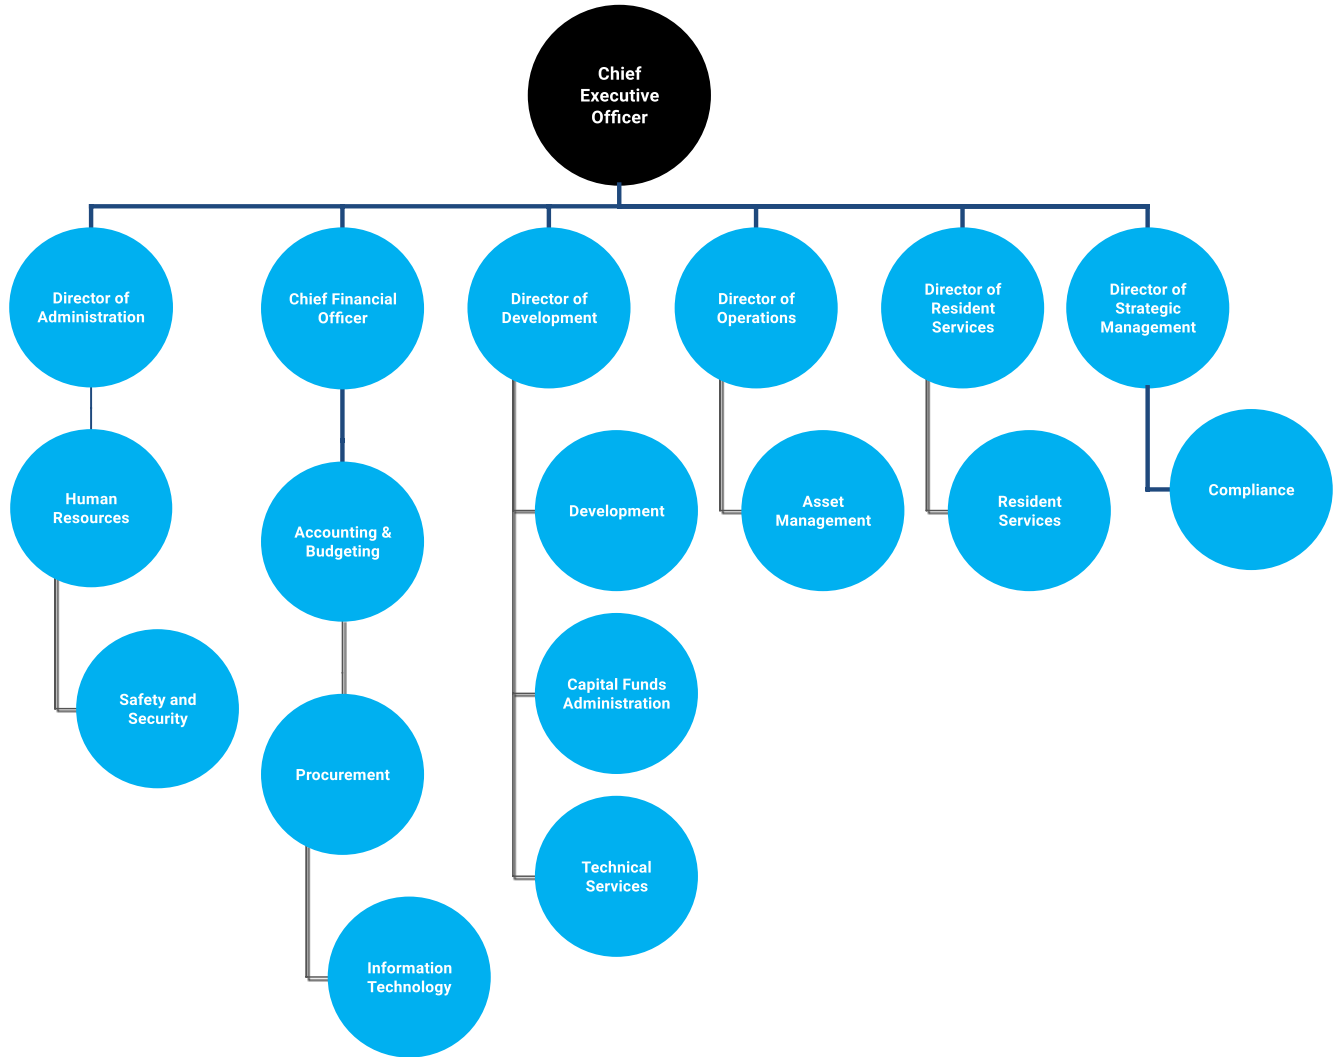 Chief
Executive
Officer
Director of
Administration
Chief Financial
Officer
Director of
Development
Director of
Operations
Director of
Resident
Services
Director of
Strategic
Management
Human
Resources
Accounting &
Budgeting
Development
Asset
Management
Resident
Services
Compliance
Safety and
Security
Procurement
Capital Funds
Administration
Technical
Services
Information
Technology